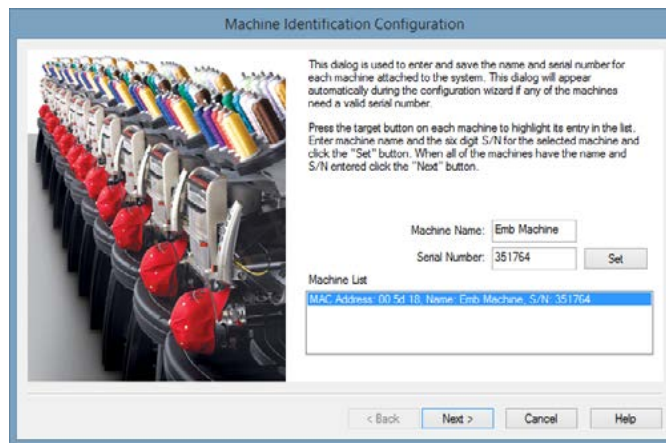 Machine Identification Configuration
This dialog is used to enter and save the name and serial number for
each machine attached to the system. This dialog will appear
automatically during the configuration wizard if any of the machines
need a valid serial number.
Press the target button on each machine to highlight its entry in the list.
Enter machine name and the six digit S/N for the selected machine and
click the "Set" button. When all of the machines have the name and
S/N entered click the "Next" button.
Machine Name: Emb Machine
Serial Number: 351764 Set
Machine List
MAC Address: 00 5d 18, Name: Emb Machine, S/N: 351764
< Back Next > Cancel Help